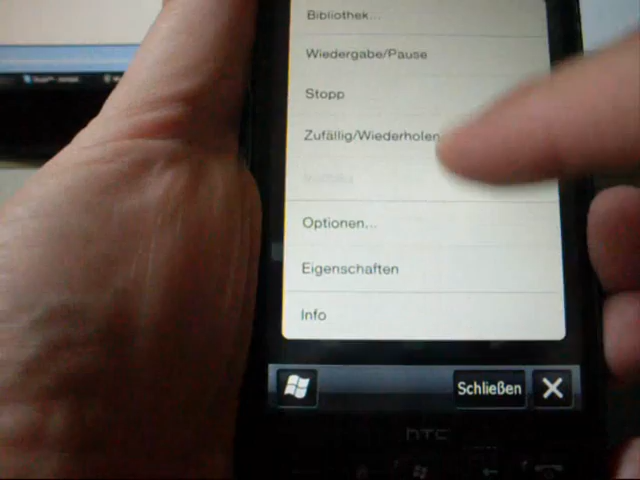 Bibliothek...
Wiedergabe/Pause
Stopp
Zufällig/Wiederholen
Optionen...
Eigenschaften
Info
Schließen
hTC